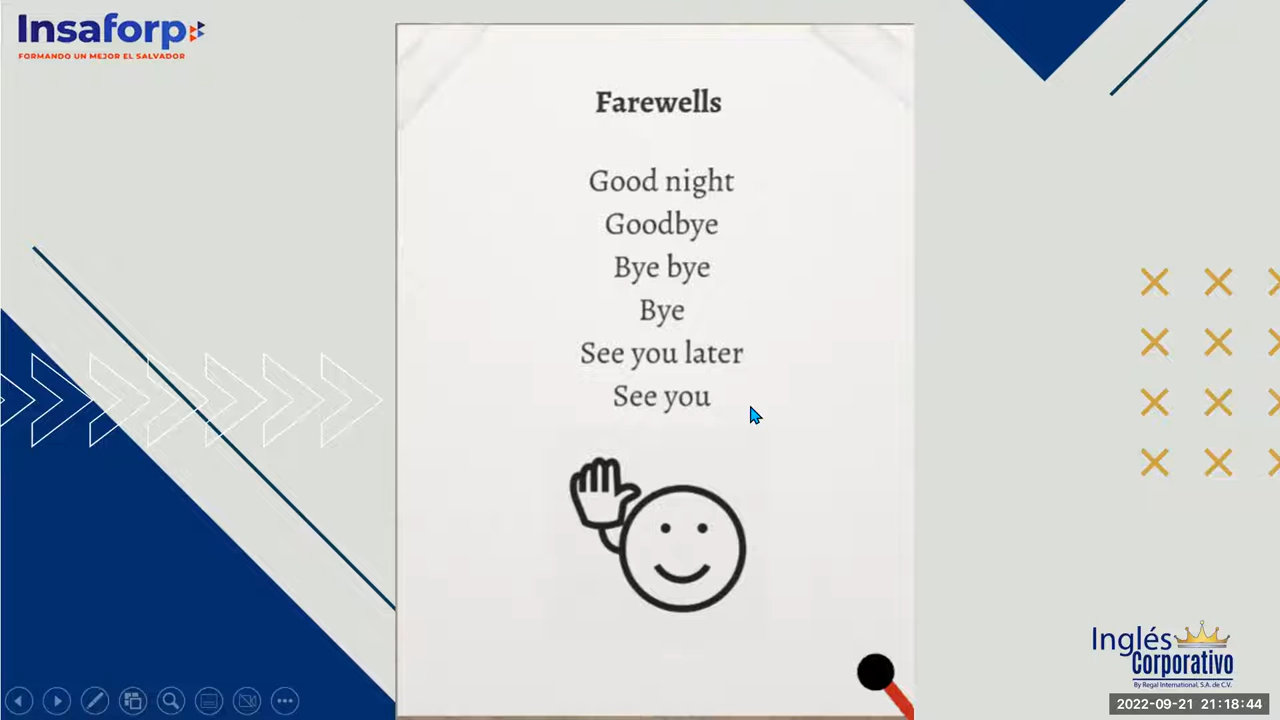 Insaforp
FORMANDO UN MEJOR EL SALVADOR
Farewells
Good night
Goodbye
Bye bye
Bye
See you later
See you
Inglés
Corporativo
By Regal International, S.A. de C.V.
2022-09-21 21:18:44